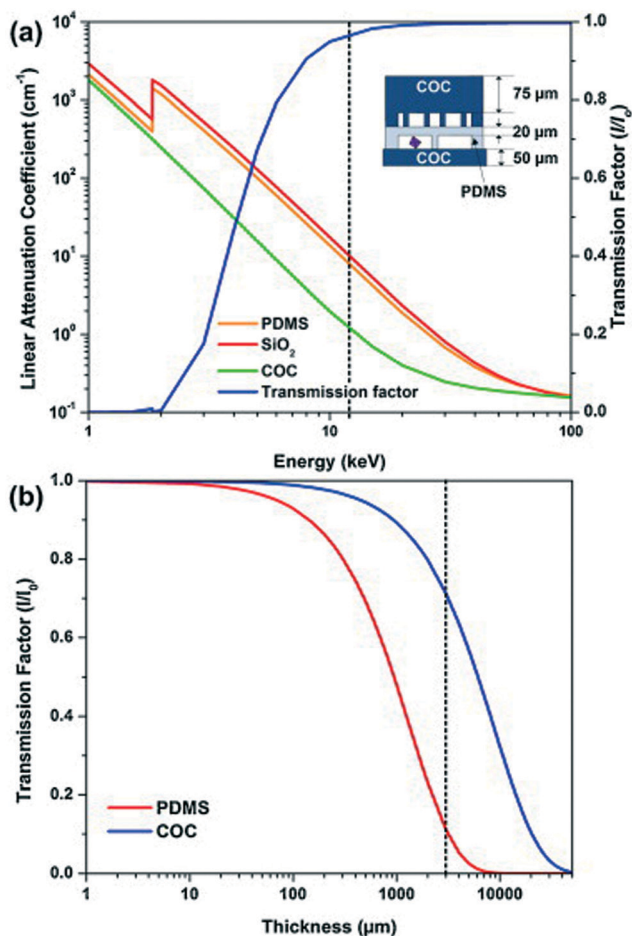 (a)
Linear Attenuation Coefficient (cm⁻¹)
10⁴
10³
10²
10¹
10⁰
10⁻¹
1
10
100
Energy (keV)
1.0
0.8
0.6
0.4
0.2
0.0
Transmission Factor (I/Iₒ)
PDMS
SiO₂
COC
Transmission factor
COC
75 µm
20 µm
50 µm
COC
PDMS
(b)
Transmission Factor (I/I₀)
1.0
0.8
0.6
0.4
0.2
0.0
1
10
100
1000
10000
Thickness (µm)
PDMS
COC